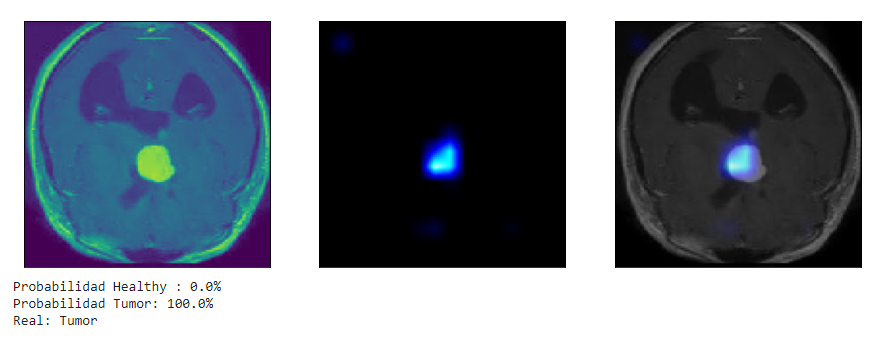 Probabilidad Healthy : 0.0%
Probabilidad Tumor: 100.0%
Real: Tumor